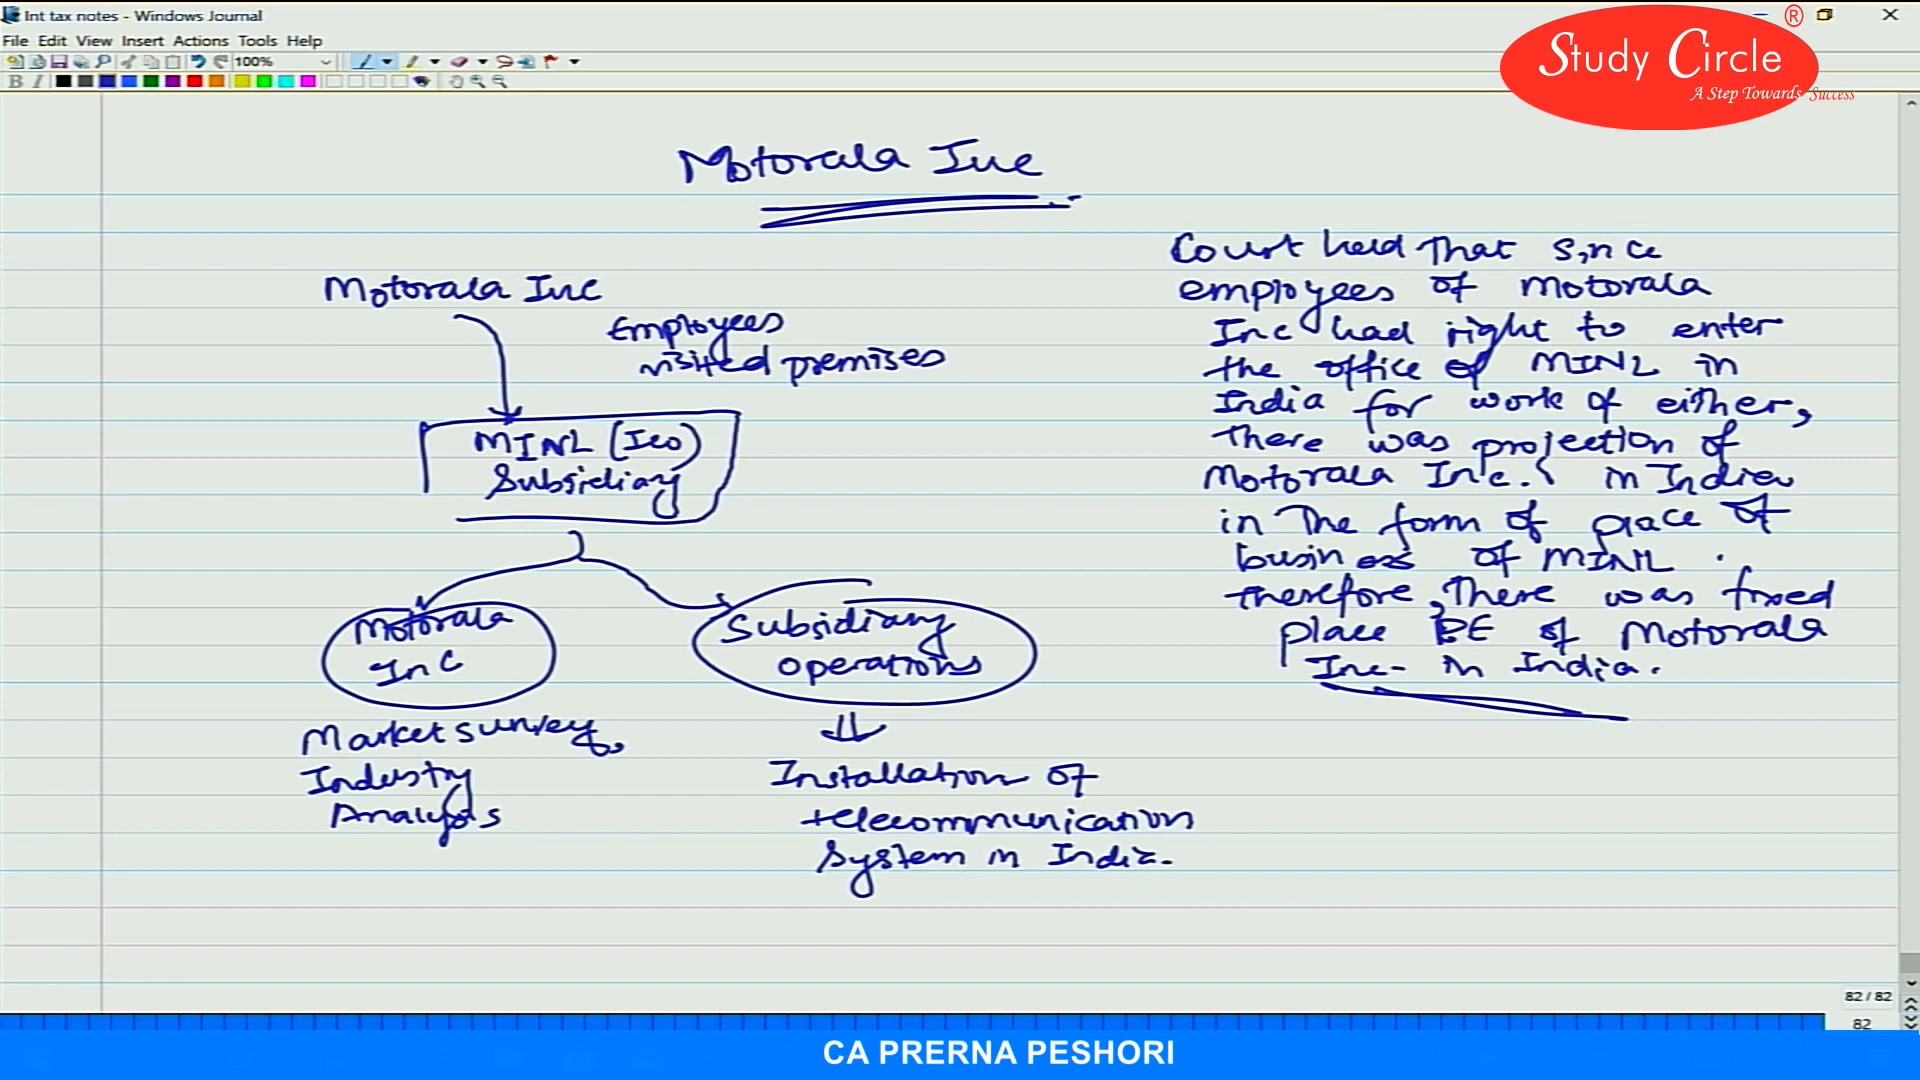 Int tax notes - Windows Journal
File Edit View Insert Actions Tools Help
100%
B I
®
Study Circle
A Step Towards Success
Motorala Inc
Motorala Inc
Employees
visited premises
MINL (Ico)
Subsidiary
Motorala
Inc
Subsidiary
operations
Market survey,
Industry
Analysis
Installation of
telecommunication
system in India.
Court held that since
employees of Motorala
Inc had right to enter
the office of MINL in
India for work of either,
there was projection of
Motorala Inc. in India
in the form of place of
business of MINL.
therefore, there was fixed
place PE of Motorala
Inc- in India.
82 / 82
82
CA PRERNA PESHORI